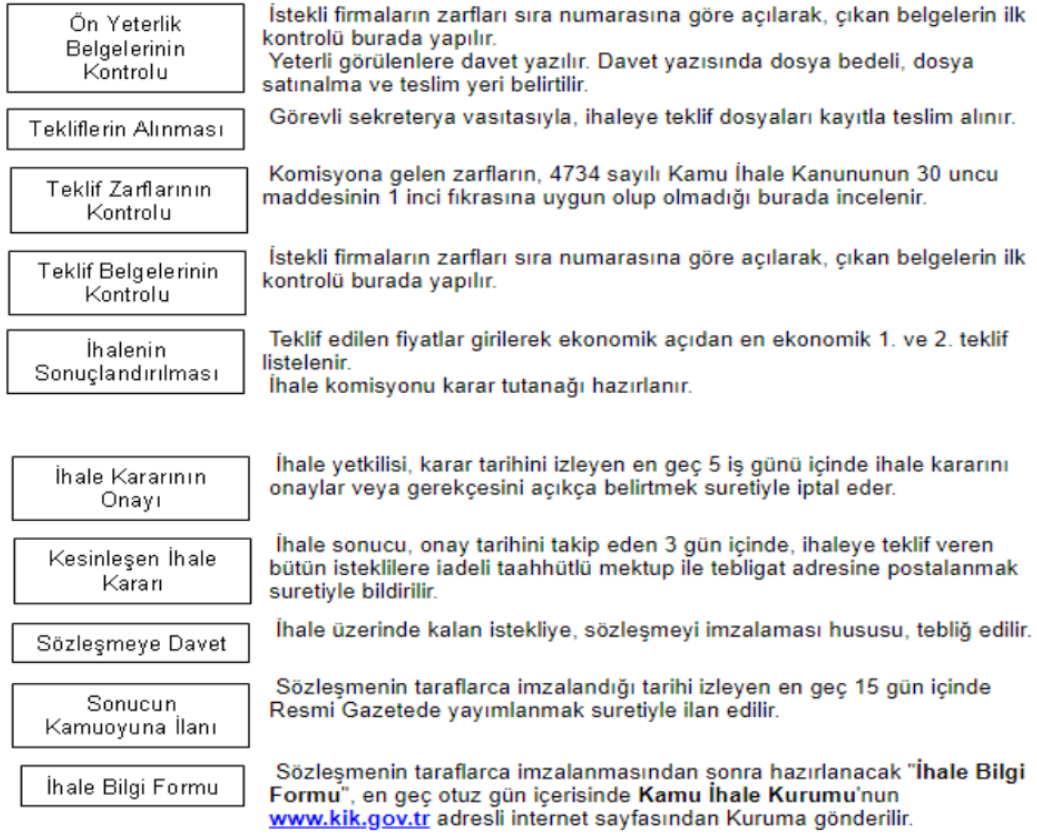 Ön Yeterlik
Belgelerinin
Kontrolu
İstekli firmaların zarfları sıra numarasına göre açılarak, çıkan belgelerin ilk
kontrolü burada yapılır.
Yeterli görülenlere davet yazılır. Davet yazısında dosya bedeli, dosya
satınalma ve teslim yeri belirtilir.
Tekliflerin Alınması
Görevli sekreterya vasıtasıyla, ihaleye teklif dosyaları kayıtla teslim alınır.
Teklif Zarflarının
Kontrolu
Komisyona gelen zarfların, 4734 sayılı Kamu İhale Kanununun 30 uncu
maddesinin 1 inci fıkrasına uygun olup olmadığı burada incelenir.
Teklif Belgelerinin
Kontrolu
İstekli firmaların zarfları sıra numarasına göre açılarak, çıkan belgelerin ilk
kontrolü burada yapılır.
İhalenin
Sonuçlandırılması
Teklif edilen fiyatlar girilerek ekonomik açıdan en ekonomik 1. ve 2. teklif
listelenir.
İhale komisyonu karar tutanağı hazırlanır.
İhale Kararının
Onayı
İhale yetkilisi, karar tarihini izleyen en geç 5 iş günü içinde ihale kararını
onaylar veya gerekçesini açıkça belirtmek suretiyle iptal eder.
Kesinleşen İhale
Kararı
İhale sonucu, onay tarihini takip eden 3 gün içinde, ihaleye teklif veren
bütün isteklilere iadeli taahhütlü mektup ile tebligat adresine postalanmak
suretiyle bildirilir.
Sözleşmeye Davet
İhale üzerinde kalan istekliye, sözleşmeyi imzalaması hususu, tebliğ edilir.
Sonucun
Kamuoyuna İlanı
Sözleşmenin taraflarca imzalandığı tarihi izleyen en geç 15 gün içinde
Resmi Gazetede yayımlanmak suretiyle ilan edilir.
İhale Bilgi Formu
Sözleşmenin taraflarca imzalanmasından sonra hazırlanacak "İhale Bilgi
Formu", en geç otuz gün içerisinde Kamu İhale Kurumu'nun
www.kik.gov.tr adresli internet sayfasından Kuruma gönderilir.